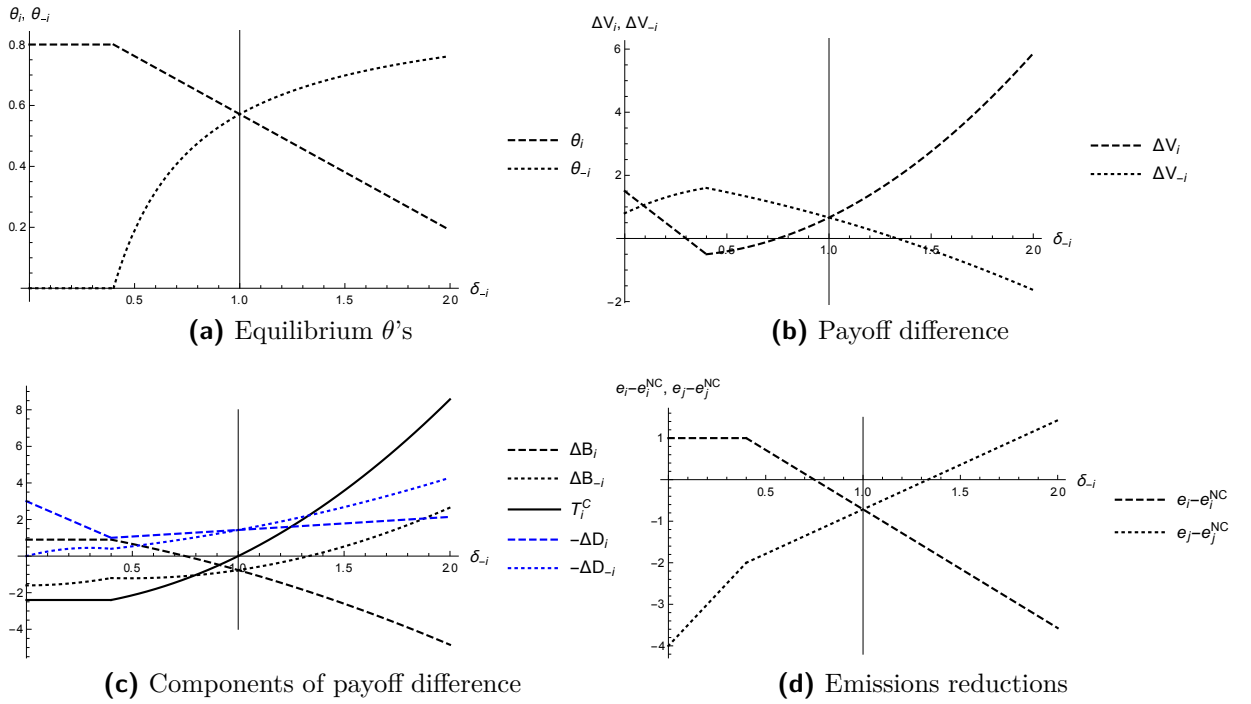 θi, θ−i
0.8
0.6
0.4
0.2
0.5
1.0
1.5
2.0
δ−i
θi
θ−i
(a) Equilibrium θ's
ΔVi, ΔV−i
6
4
2
−2
0.5
1.0
1.5
2.0
δ−i
ΔVi
ΔV−i
(b) Payoff difference
8
6
4
2
−2
−4
0.5
1.0
1.5
2.0
δ−i
ΔBi
ΔB−i
TiC
−ΔDi
−ΔD−i
(c) Components of payoff difference
ei−eiNC, ej−ejNC
1
−1
−2
−3
−4
0.5
1.0
1.5
2.0
δ−i
ei−eiNC
ej−ejNC
(d) Emissions reductions